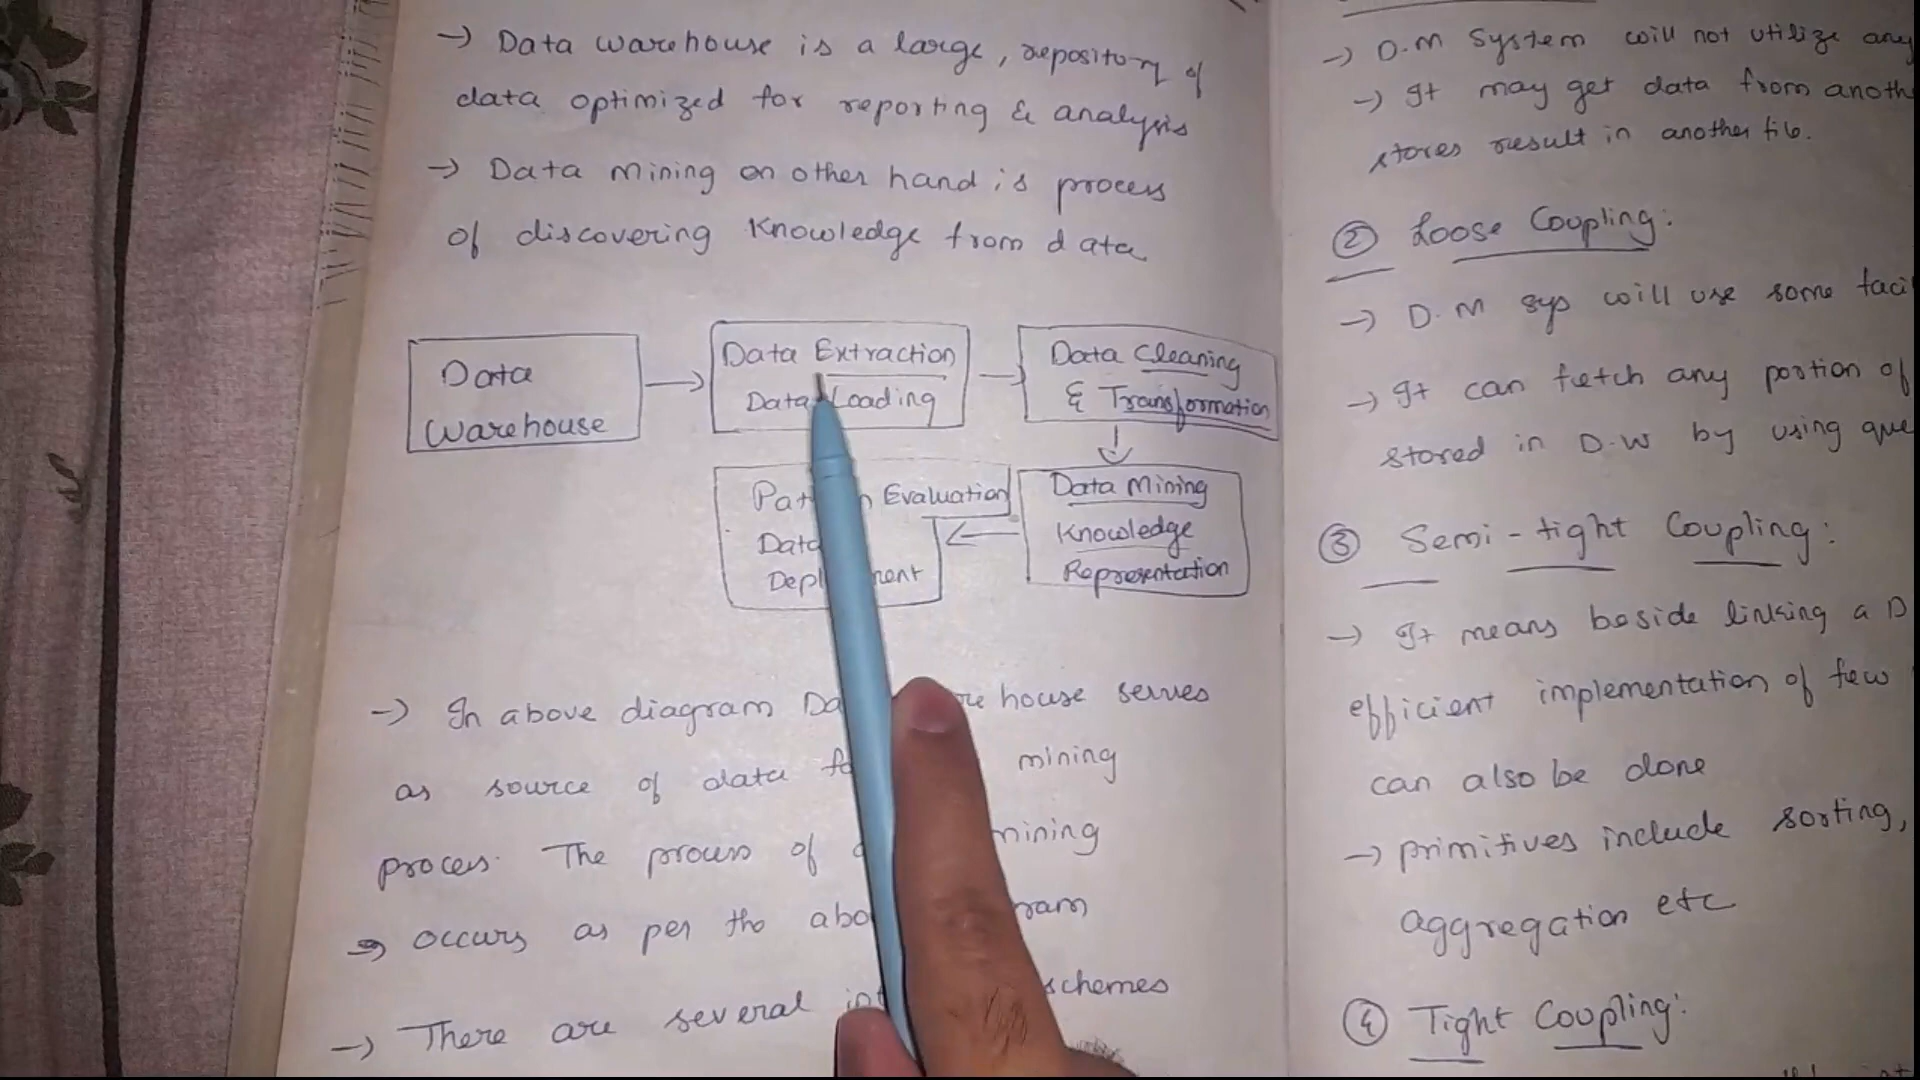 → Data warehouse is a large, repository of
data optimized for reporting & analysis
→ Data Mining on other hand is process
of discovering Knowledge from data
Data
Warehouse
Data Extraction
Data Loading
Data Cleaning
& Transformation
Data Mining
Knowledge
Representation
Evaluation
Data
→ In above diagram house serves
as source of data mining
proces. The process of mining
→ occurs as per the
→ There are several schemes
→ D.M System will not utilize any
→ It may get data from anoth
stores result in another file.
② Loose Coupling:
→ D.M sys will use some faci
→ It can fetch any portion of
stored in D.W by using que
③ Semi-tight Coupling:
→ It means beside linking a D
efficient implementation of few
can also be done
→ primitives include sorting,
aggregation etc
④ Tight Coupling: